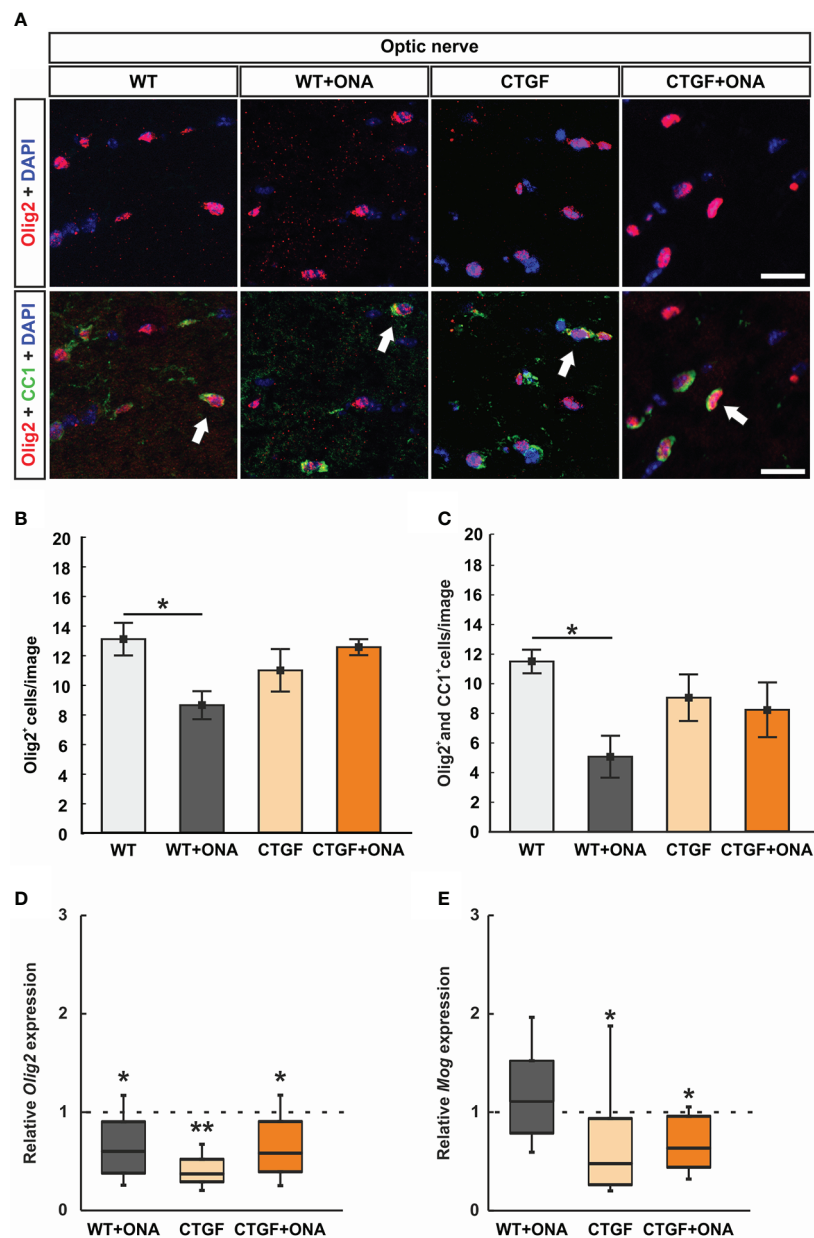 A
Optic nerve
WT WT+ONA CTGF CTGF+ONA
Olig2 + DAPI
Olig2 + CC1 + DAPI
B
Olig2⁺ cells/image
20
18
16
14
12
10
8
6
4
2
0
*
WT WT+ONA CTGF CTGF+ONA
C
Olig2⁺and CC1⁺cells/image
20
18
16
14
12
10
8
6
4
2
0
*
WT WT+ONA CTGF CTGF+ONA
D
Relative Olig2 expression
3
2
1
0
* ** *
WT+ONA CTGF CTGF+ONA
E
Relative Mog expression
3
2
1
0
* *
WT+ONA CTGF CTGF+ONA